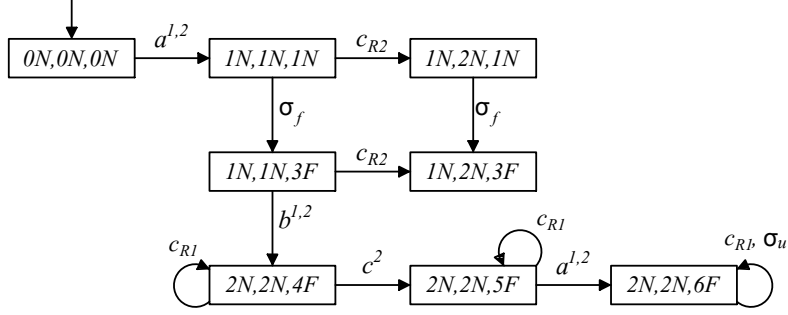 a^{1,2} c_{R2}
0N,0N,0N 1N,1N,1N 1N,2N,1N
σ_f σ_f
c_{R2}
1N,1N,3F 1N,2N,3F
b^{1,2}
c_{R1} c_{R1} c_{R1}, σ_u
c^2 a^{1,2}
2N,2N,4F 2N,2N,5F 2N,2N,6F